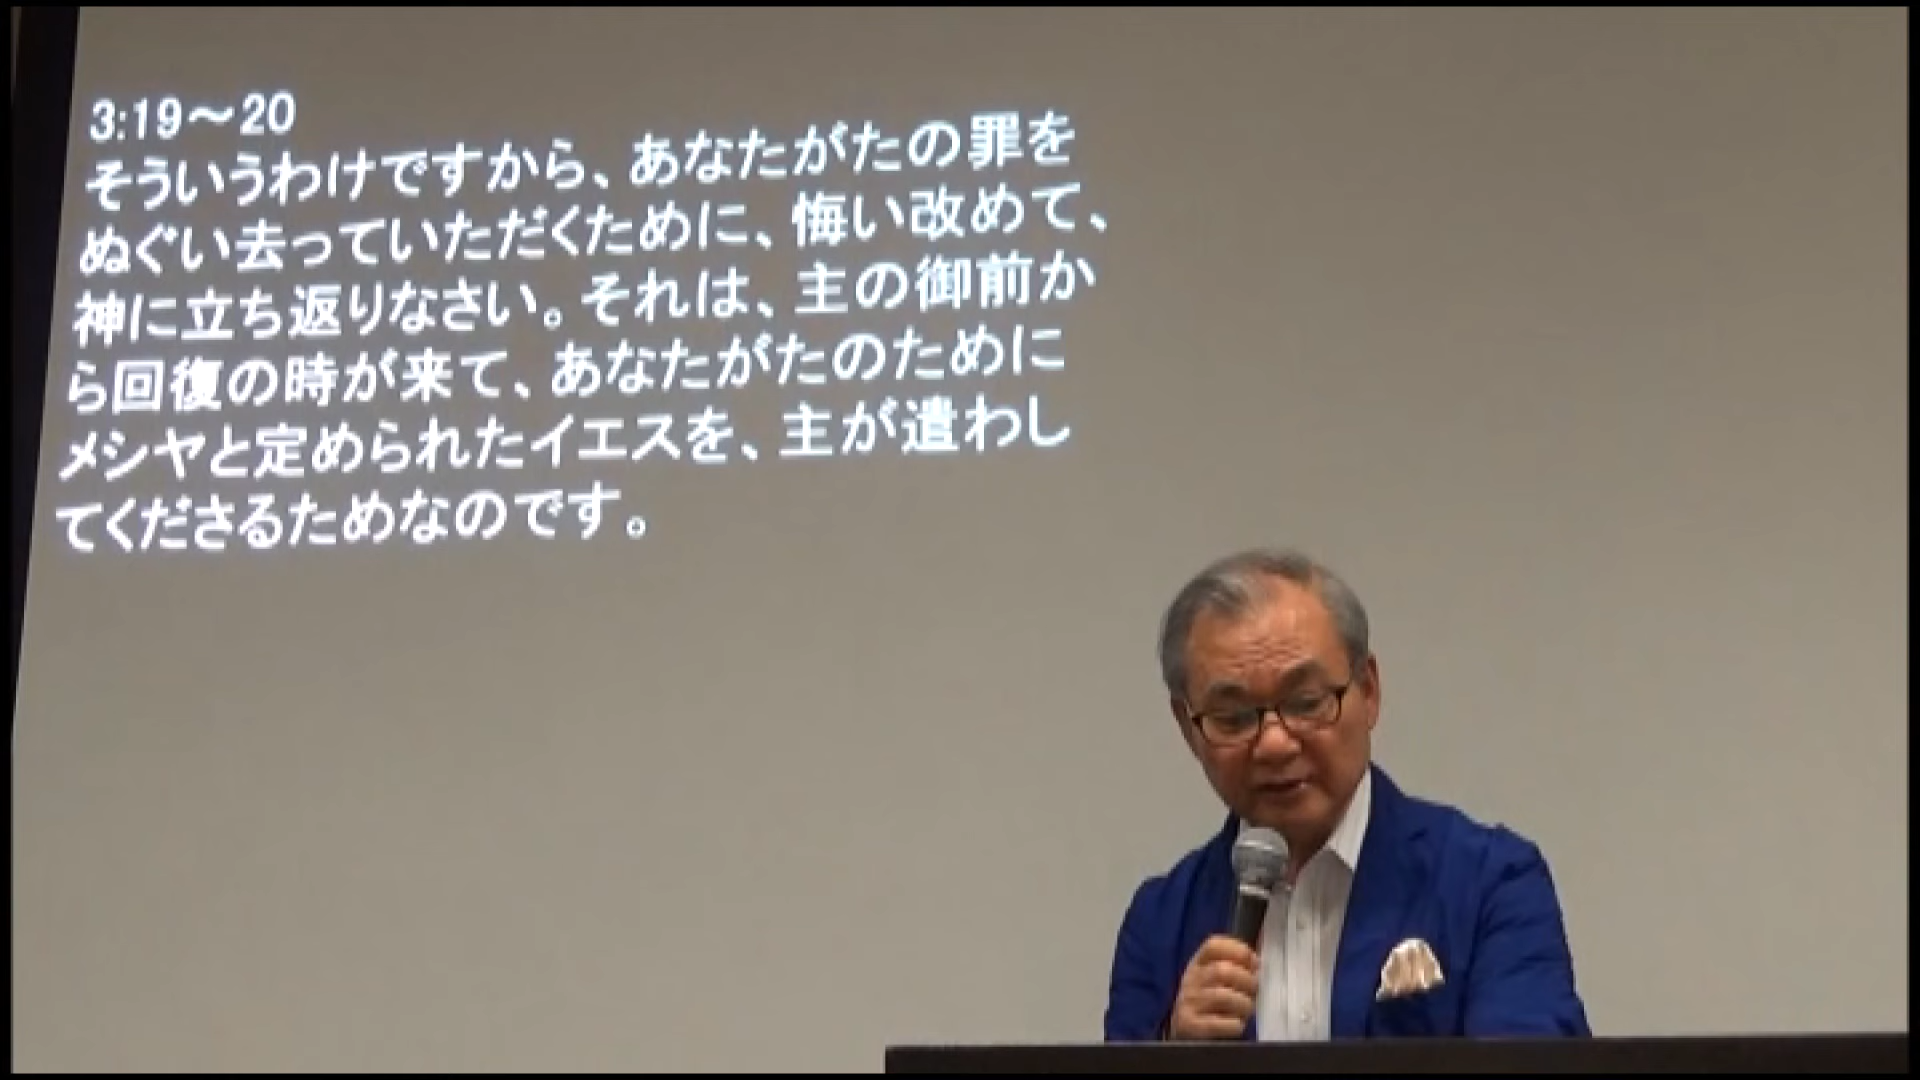 3:19～20
そういうわけですから、あなたがたの罪を
ぬぐい去っていただくために、悔い改めて、
神に立ち返りなさい。それは、主の御前か
ら回復の時が来て、あなたがたのために
メシヤと定められたイエスを、主が遣わし
てくださるためなのです。